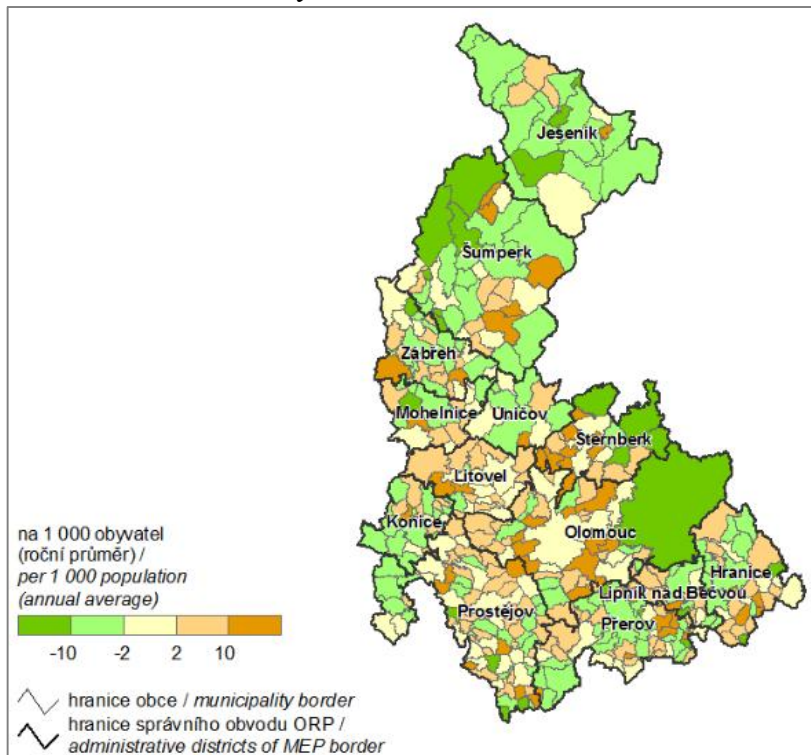 Jeseník
Šumperk
Zábřeh
Mohelnice
Uničov
Šternberk
Litovel
Konice
Olomouc
Hranice
Lipník nad Bečvou
Prostějov
Přerov
na 1 000 obyvatel
(roční průměr) /
per 1 000 population
(annual average)
-10 -2 2 10
hranice obce / municipality border
hranice správního obvodu ORP /
administrative districts of MEP border